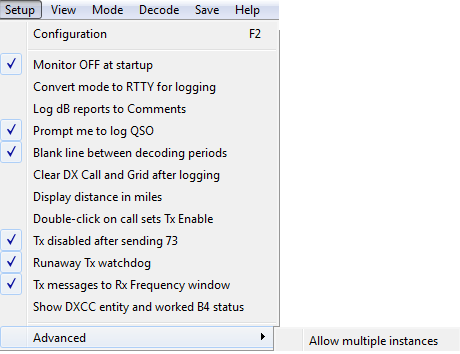 Setup View Mode Decode Save Help
Configuration F2
Monitor OFF at startup
Convert mode to RTTY for logging
Log dB reports to Comments
Prompt me to log QSO
Blank line between decoding periods
Clear DX Call and Grid after logging
Display distance in miles
Double-click on call sets Tx Enable
Tx disabled after sending 73
Runaway Tx watchdog
Tx messages to Rx Frequency window
Show DXCC entity and worked B4 status
Advanced
Allow multiple instances